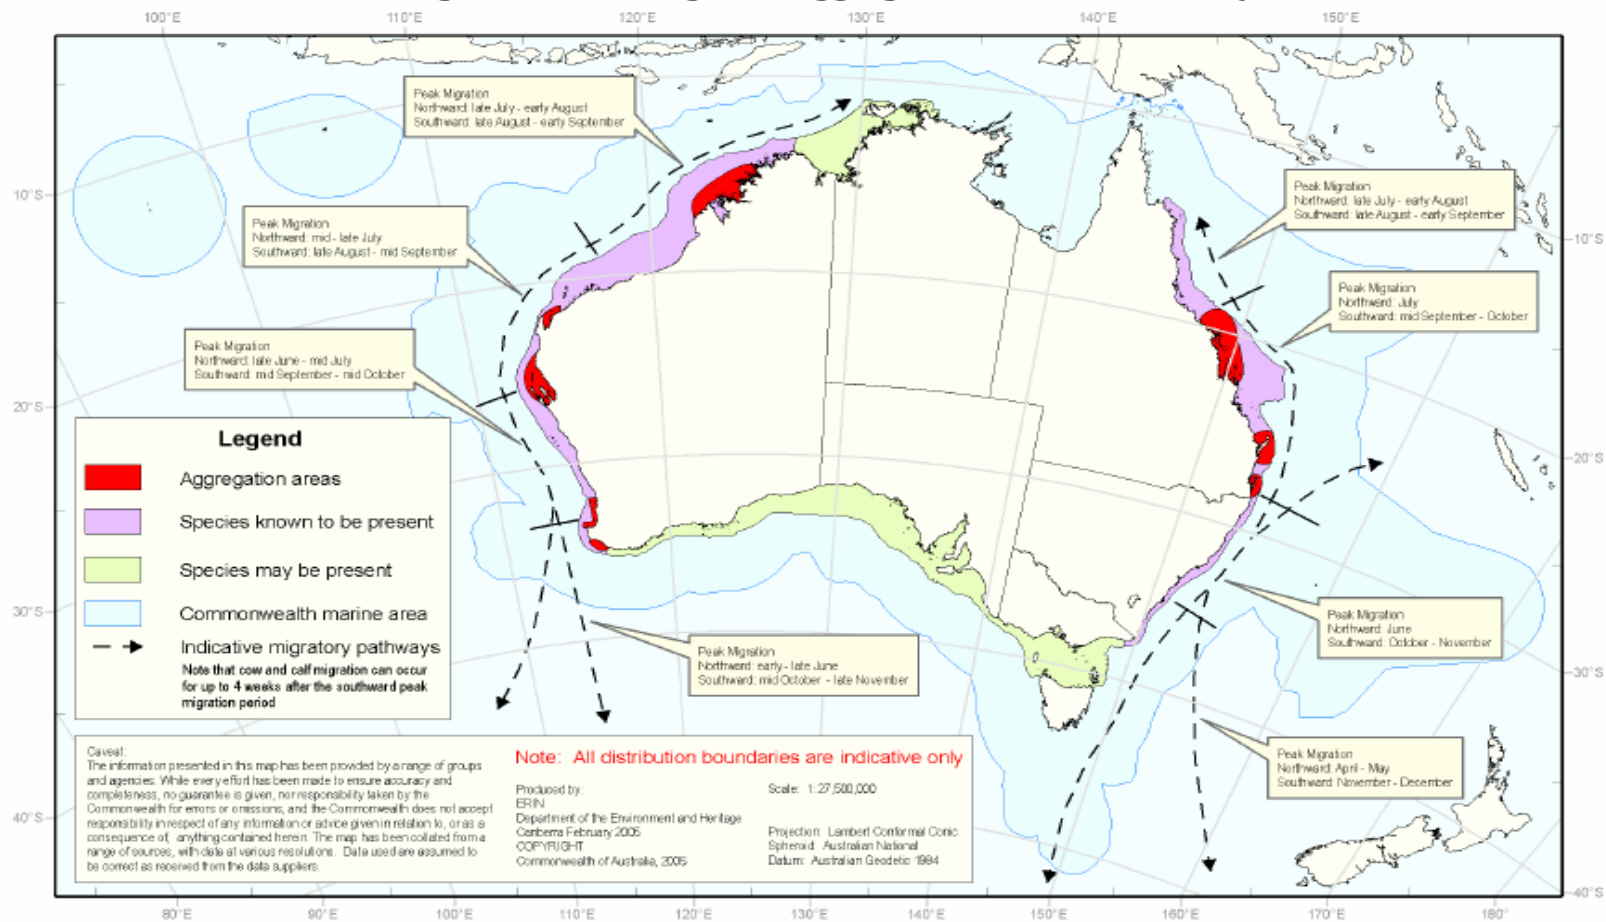 100°E 110°E 120°E 130°E 140°E 150°E
Peak Migration
Northward: late July - early August
Southward: late August - early September
10°S
Peak Migration
Northward: late July - early August
Southward: late August - early September
Peak Migration
Northward: mid - late July
Southward: late August - mid September
10°S
Peak Migration
Northward: July
Southward: mid September - October
Peak Migration
Northward: late June - mid July
Southward: mid September - mid October
20°S
Legend
Aggregation areas
Species known to be present
Species may be present
Commonwealth marine area
Indicative migratory pathways
Note that cow and calf migration can occur
for up to 4 weeks after the southward peak
migration period
20°S
30°S
Peak Migration
Northward: June
Southward: October - November
Peak Migration
Northward: early - late June
Southward: mid October - late November
30°S
Peak Migration
Northward: April - May
Southward: November - December
Caveat:
The information presented in this map has been provided by a range of groups
and agencies. While every effort has been made to ensure accuracy and
completeness, no guarantee is given, nor responsibility taken by the
Commonwealth for errors or omissions, and the Commonwealth does not accept
responsibility in respect of any information or advice given in relation to, or as a
consequence of, anything contained herein. The map has been collated from a
range of sources, with data at various resolutions. Data used are assumed to
be correct as received from the data suppliers.
Note: All distribution boundaries are indicative only
Produced by:
ERIN
Department of the Environment and Heritage
Canberra February 2005
COPYRIGHT
Commonwealth of Australia, 2005
Scale: 1:27,500,000
Projection: Lambert Conformal Conic
Spheroid: Australian National
Datum: Australian Geodetic 1984
40°S
40°S
80°E 90°E 100°E 110°E 120°E 130°E 140°E 150°E 160°E 170°E 180°